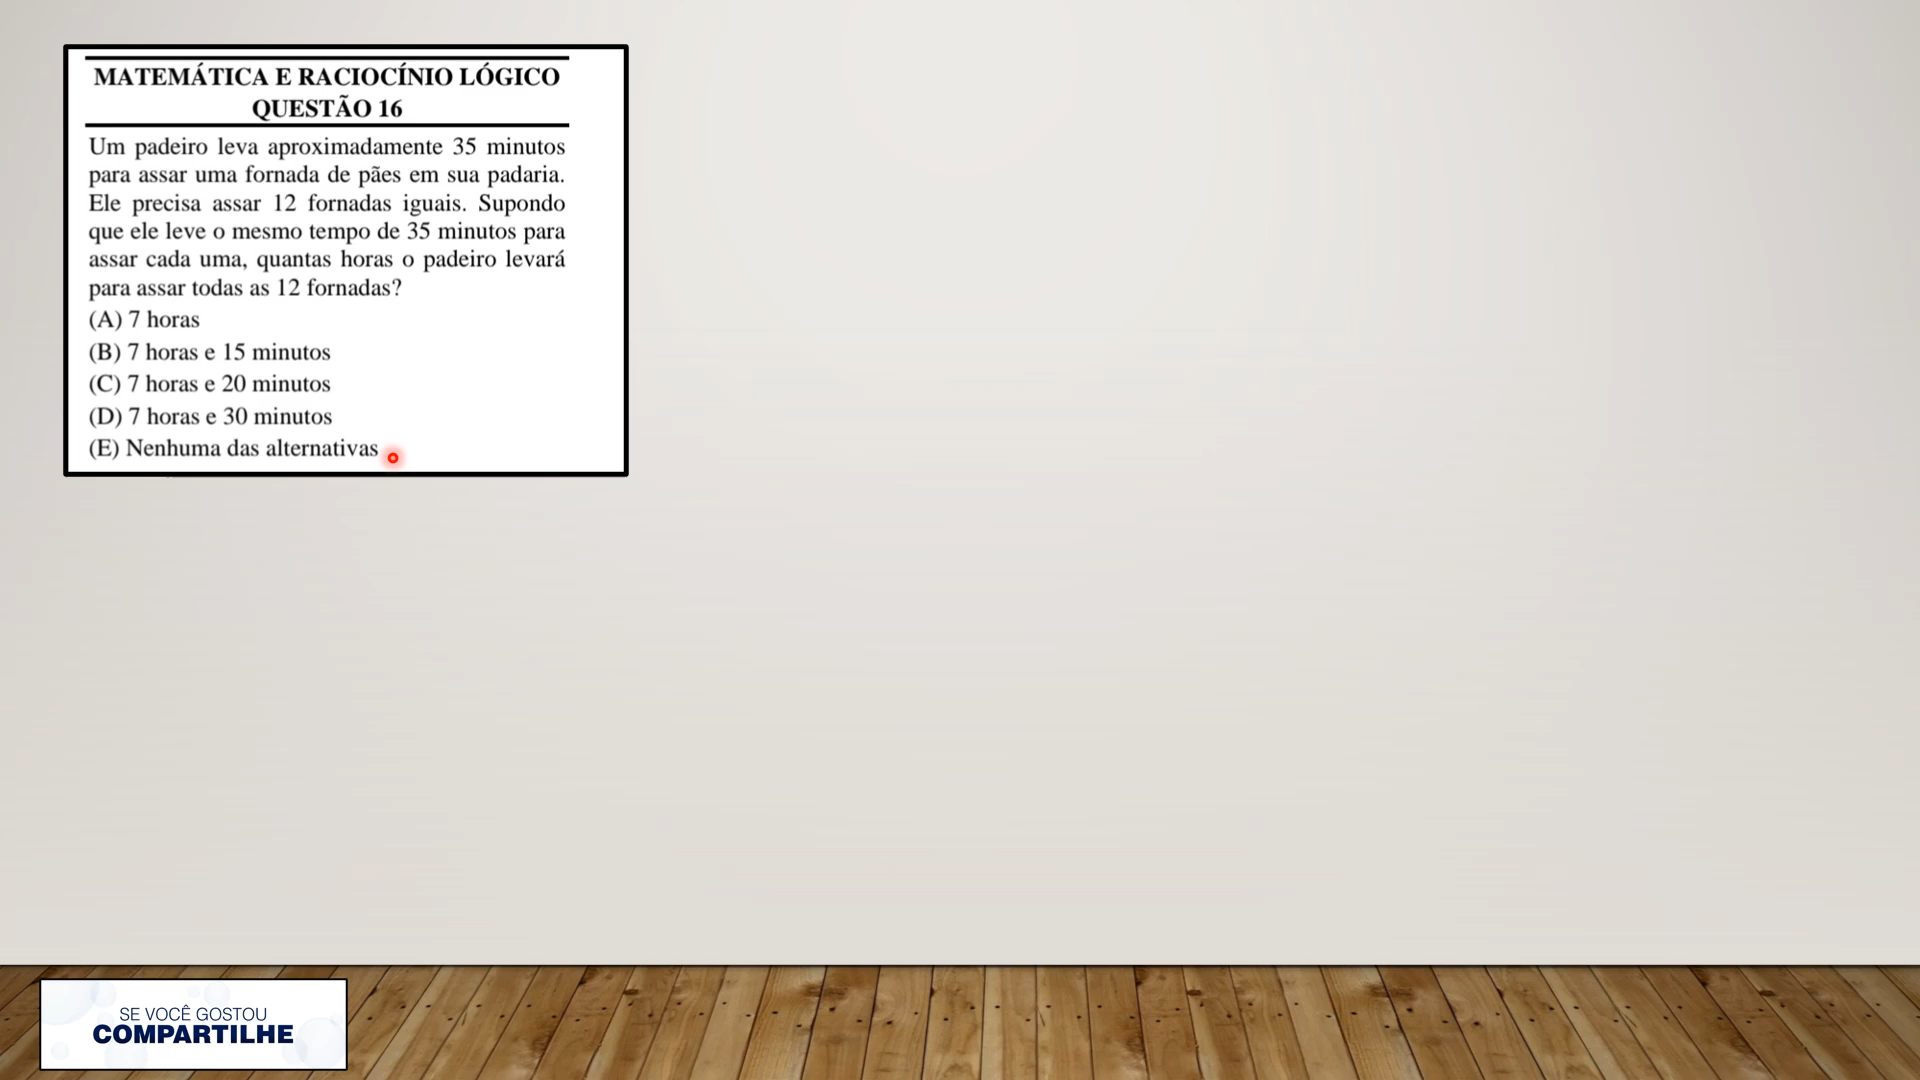 MATEMÁTICA E RACIOCÍNIO LÓGICO
QUESTÃO 16
Um padeiro leva aproximadamente 35 minutos
para assar uma fornada de pães em sua padaria.
Ele precisa assar 12 fornadas iguais. Supondo
que ele leve o mesmo tempo de 35 minutos para
assar cada uma, quantas horas o padeiro levará
para assar todas as 12 fornadas?
(A) 7 horas
(B) 7 horas e 15 minutos
(C) 7 horas e 20 minutos
(D) 7 horas e 30 minutos
(E) Nenhuma das alternativas
SE VOCÊ GOSTOU
COMPARTILHE